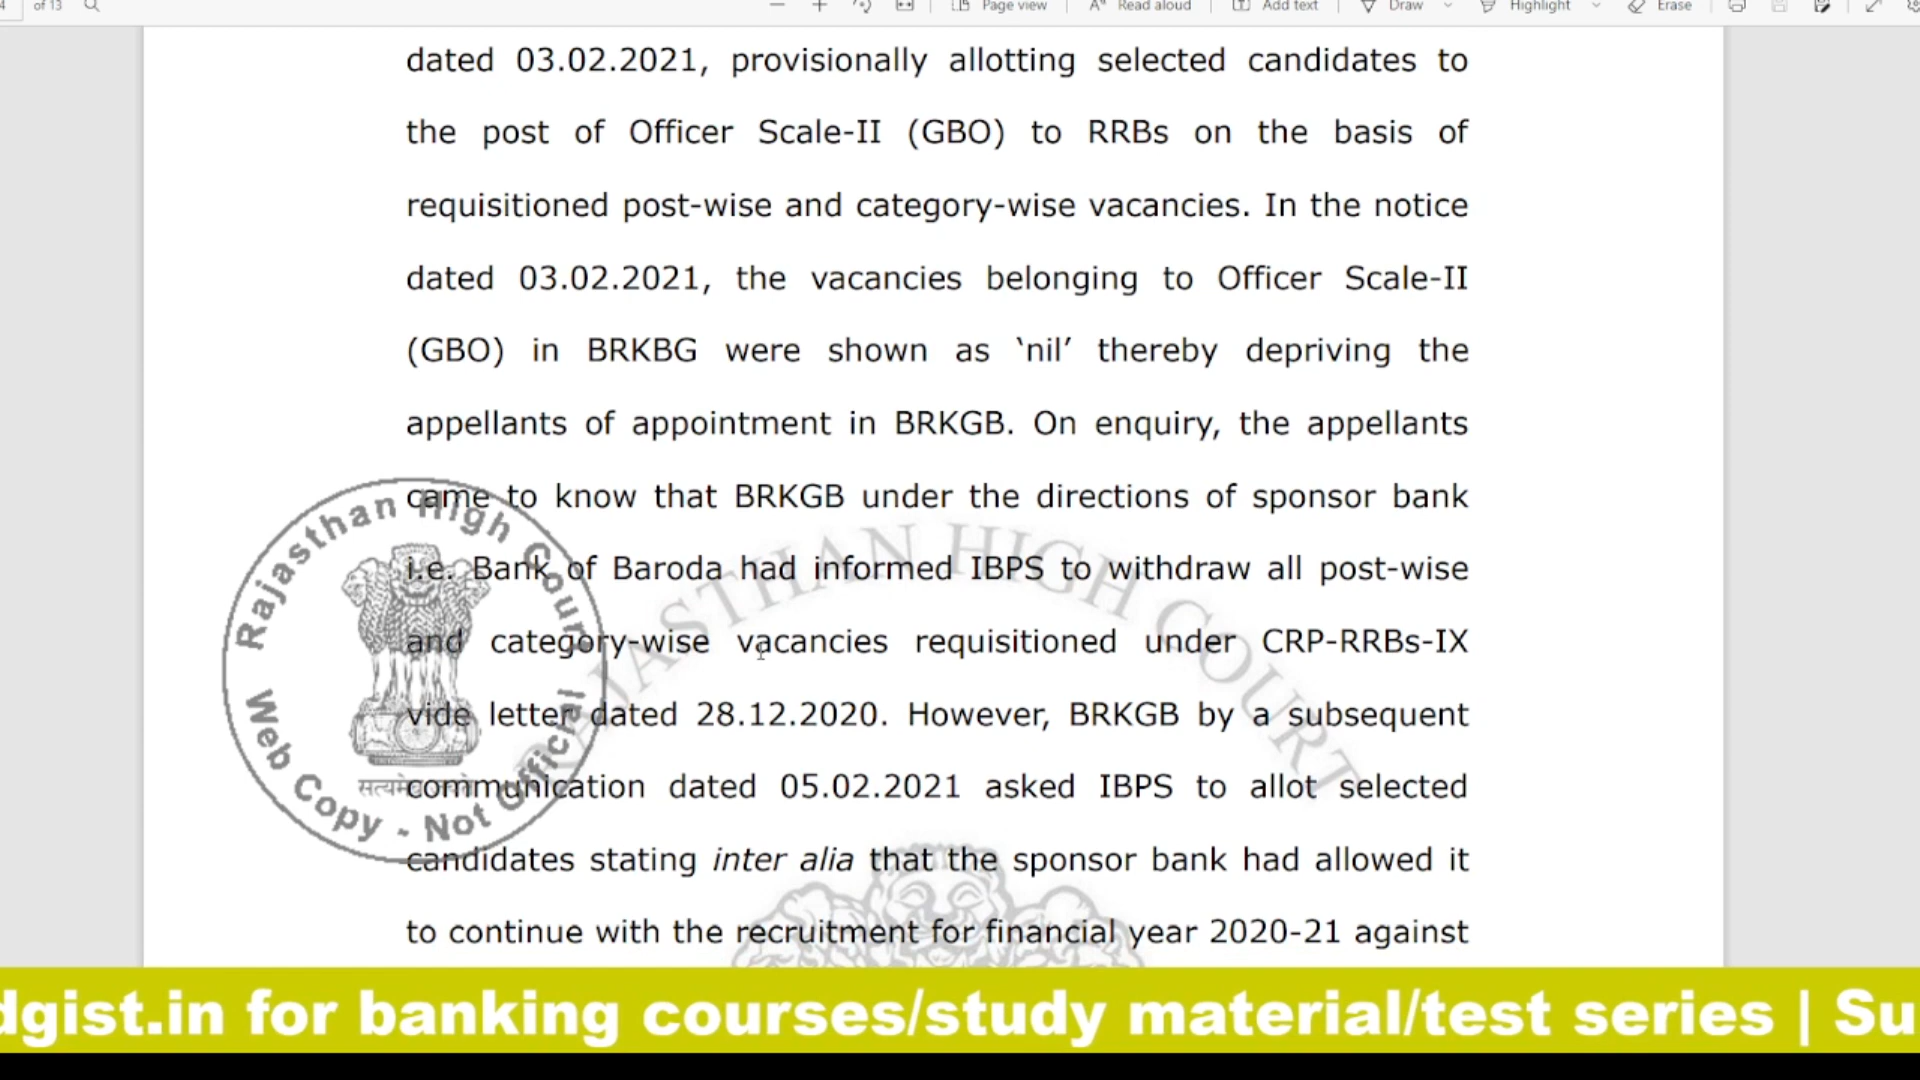 4 of 13 Page view Read aloud Add text Draw Highlight Erase
dated 03.02.2021, provisionally allotting selected candidates to
the post of Officer Scale-II (GBO) to RRBs on the basis of
requisitioned post-wise and category-wise vacancies. In the notice
dated 03.02.2021, the vacancies belonging to Officer Scale-II
(GBO) in BRKBG were shown as ‘nil’ thereby depriving the
appellants of appointment in BRKGB. On enquiry, the appellants
came to know that BRKGB under the directions of sponsor bank
i.e. Bank of Baroda had informed IBPS to withdraw all post-wise
and category-wise vacancies requisitioned under CRP-RRBs-IX
vide letter dated 28.12.2020. However, BRKGB by a subsequent
communication dated 05.02.2021 asked IBPS to allot selected
candidates stating inter alia that the sponsor bank had allowed it
to continue with the recruitment for financial year 2020-21 against
Rajasthan High Court
सत्यमेव जयते
Web Copy - Not Official
RAJASTHAN HIGH COURT
dgist.in for banking courses/study material/test series | Su